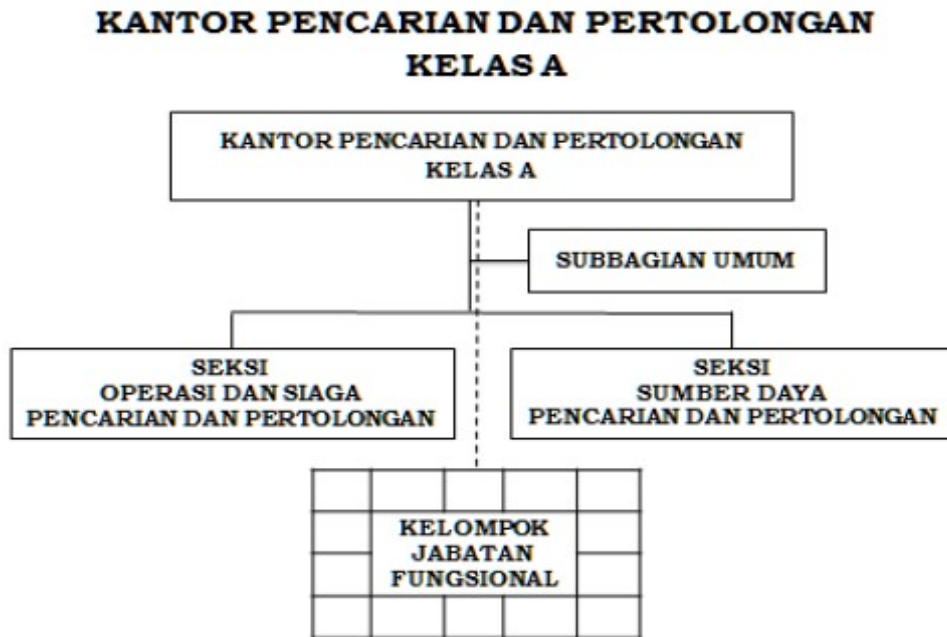 KANTOR PENCARIAN DAN PERTOLONGAN
KELAS A
KANTOR PENCARIAN DAN PERTOLONGAN
KELAS A
SUBBAGIAN UMUM
SEKSI
OPERASI DAN SIAGA
PENCARIAN DAN PERTOLONGAN
SEKSI
SUMBER DAYA
PENCARIAN DAN PERTOLONGAN
KELOMPOK
JABATAN
FUNGSIONAL